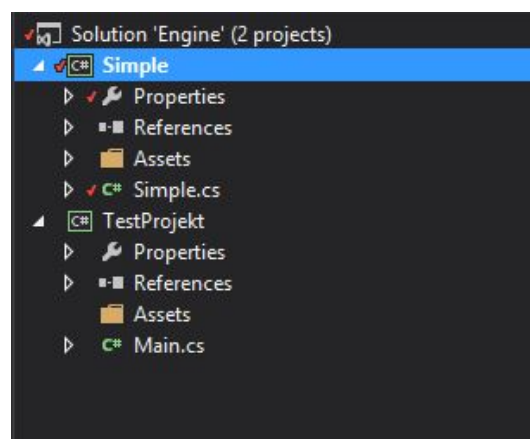 Solution 'Engine' (2 projects)
C# Simple
Properties
References
Assets
C# Simple.cs
C# TestProjekt
Properties
References
Assets
C# Main.cs